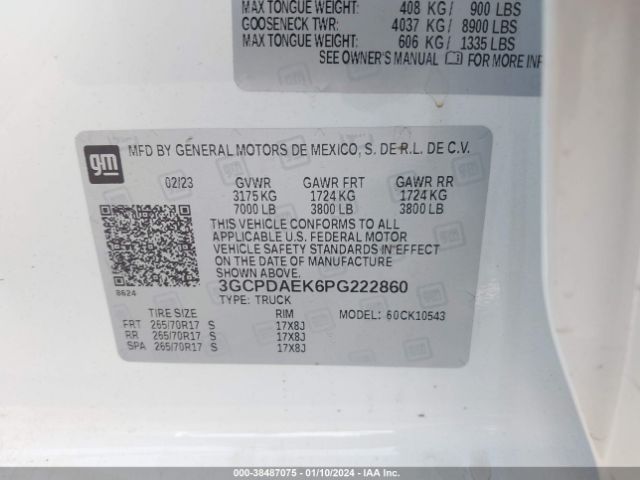 MAX TONGUE WEIGHT: 408 KG/ 900 LBS
GOOSENECK TWR: 4037 KG/ 8900 LBS
MAX TONGUE WEIGHT: 606 KG/ 1335 LBS
SEE OWNER'S MANUAL FOR MORE INF
gm MFD BY GENERAL MOTORS DE MEXICO, S. DE R.L. DE C.V.
02/23 GVWR GAWR FRT GAWR RR
3175 KG 1724 KG 1724 KG
7000 LB 3800 LB 3800 LB
THIS VEHICLE CONFORMS TO ALL
APPLICABLE U.S. FEDERAL MOTOR
VEHICLE SAFETY STANDARDS IN EFFECT
ON THE DATE OF MANUFACTURE
SHOWN ABOVE.
8624 3GCPDAEK6PG222860
TYPE: TRUCK
TIRE SIZE RIM MODEL: 60CK10543
FRT 265/70R17 S 17X8J
RR 265/70R17 S 17X8J
SPA 265/70R17 S 17X8J
© - 38487075 - 01/10/2024 - IAAI.COM